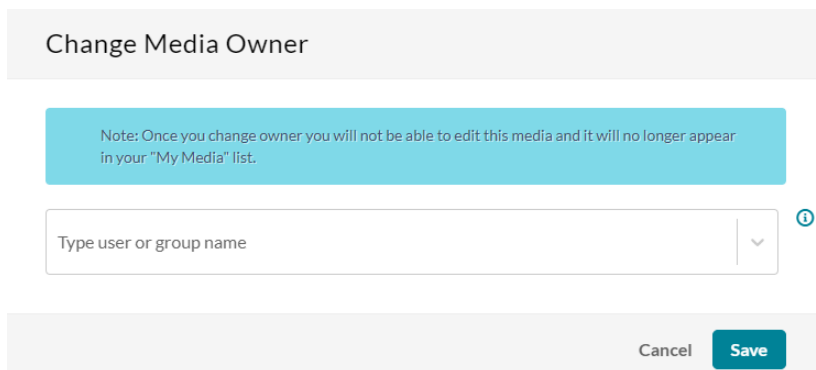 Change Media Owner
Note: Once you change owner you will not be able to edit this media and it will no longer appear
in your "My Media" list.
Type user or group name
Cancel
Save